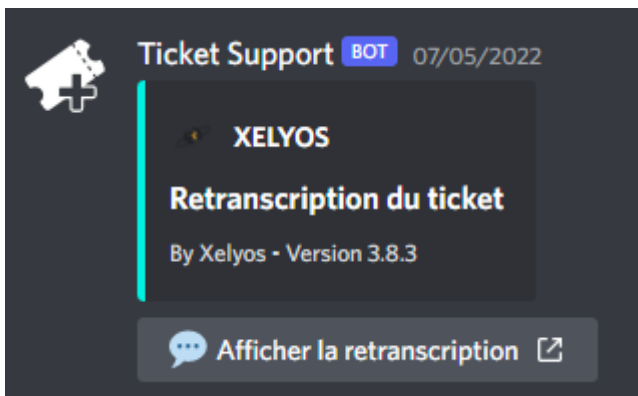 Ticket Support BOT 07/05/2022
XELYOS
Retranscription du ticket
By Xelyos - Version 3.8.3
Afficher la retranscription